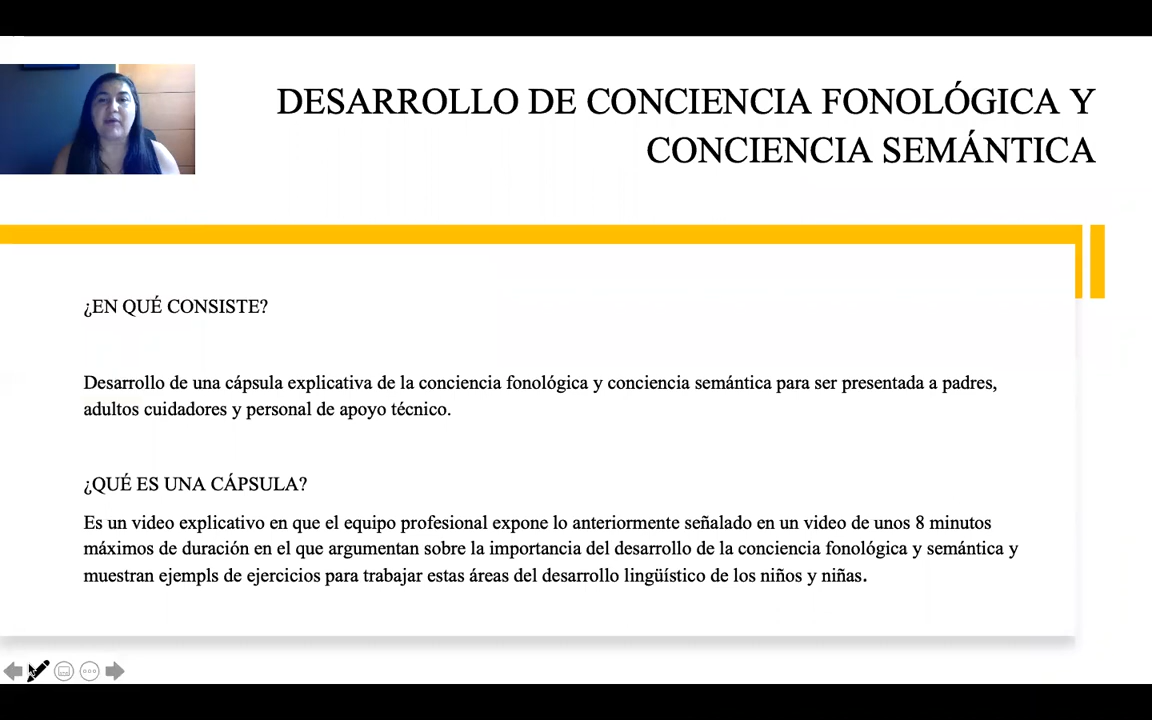 DESARROLLO DE CONCIENCIA FONOLÓGICA Y
CONCIENCIA SEMÁNTICA
¿EN QUÉ CONSISTE?
Desarrollo de una cápsula explicativa de la conciencia fonológica y conciencia semántica para ser presentada a padres,
adultos cuidadores y personal de apoyo técnico.
¿QUÉ ES UNA CÁPSULA?
Es un video explicativo en que el equipo profesional expone lo anteriormente señalado en un video de unos 8 minutos
máximos de duración en el que argumentan sobre la importancia del desarrollo de la conciencia fonológica y semántica y
muestran ejempls de ejercicios para trabajar estas áreas del desarrollo lingüístico de los niños y niñas.